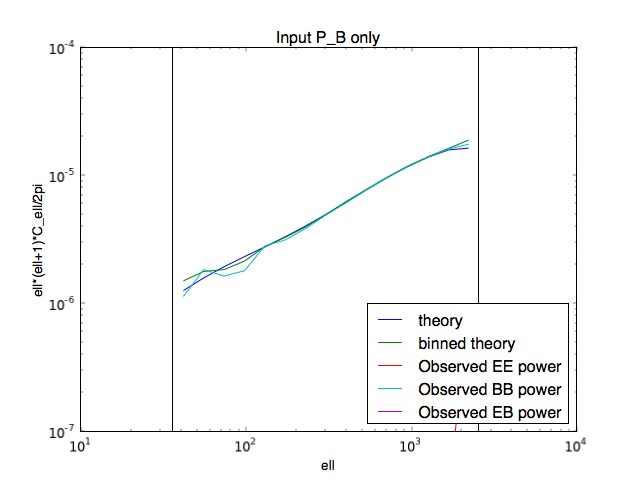 Input P_B only
10^-4
10^-5
10^-6
10^-7
ell*(ell+1)*C_ell/2pi
theory
binned theory
Observed EE power
Observed BB power
Observed EB power
10^1
10^2
10^3
10^4
ell